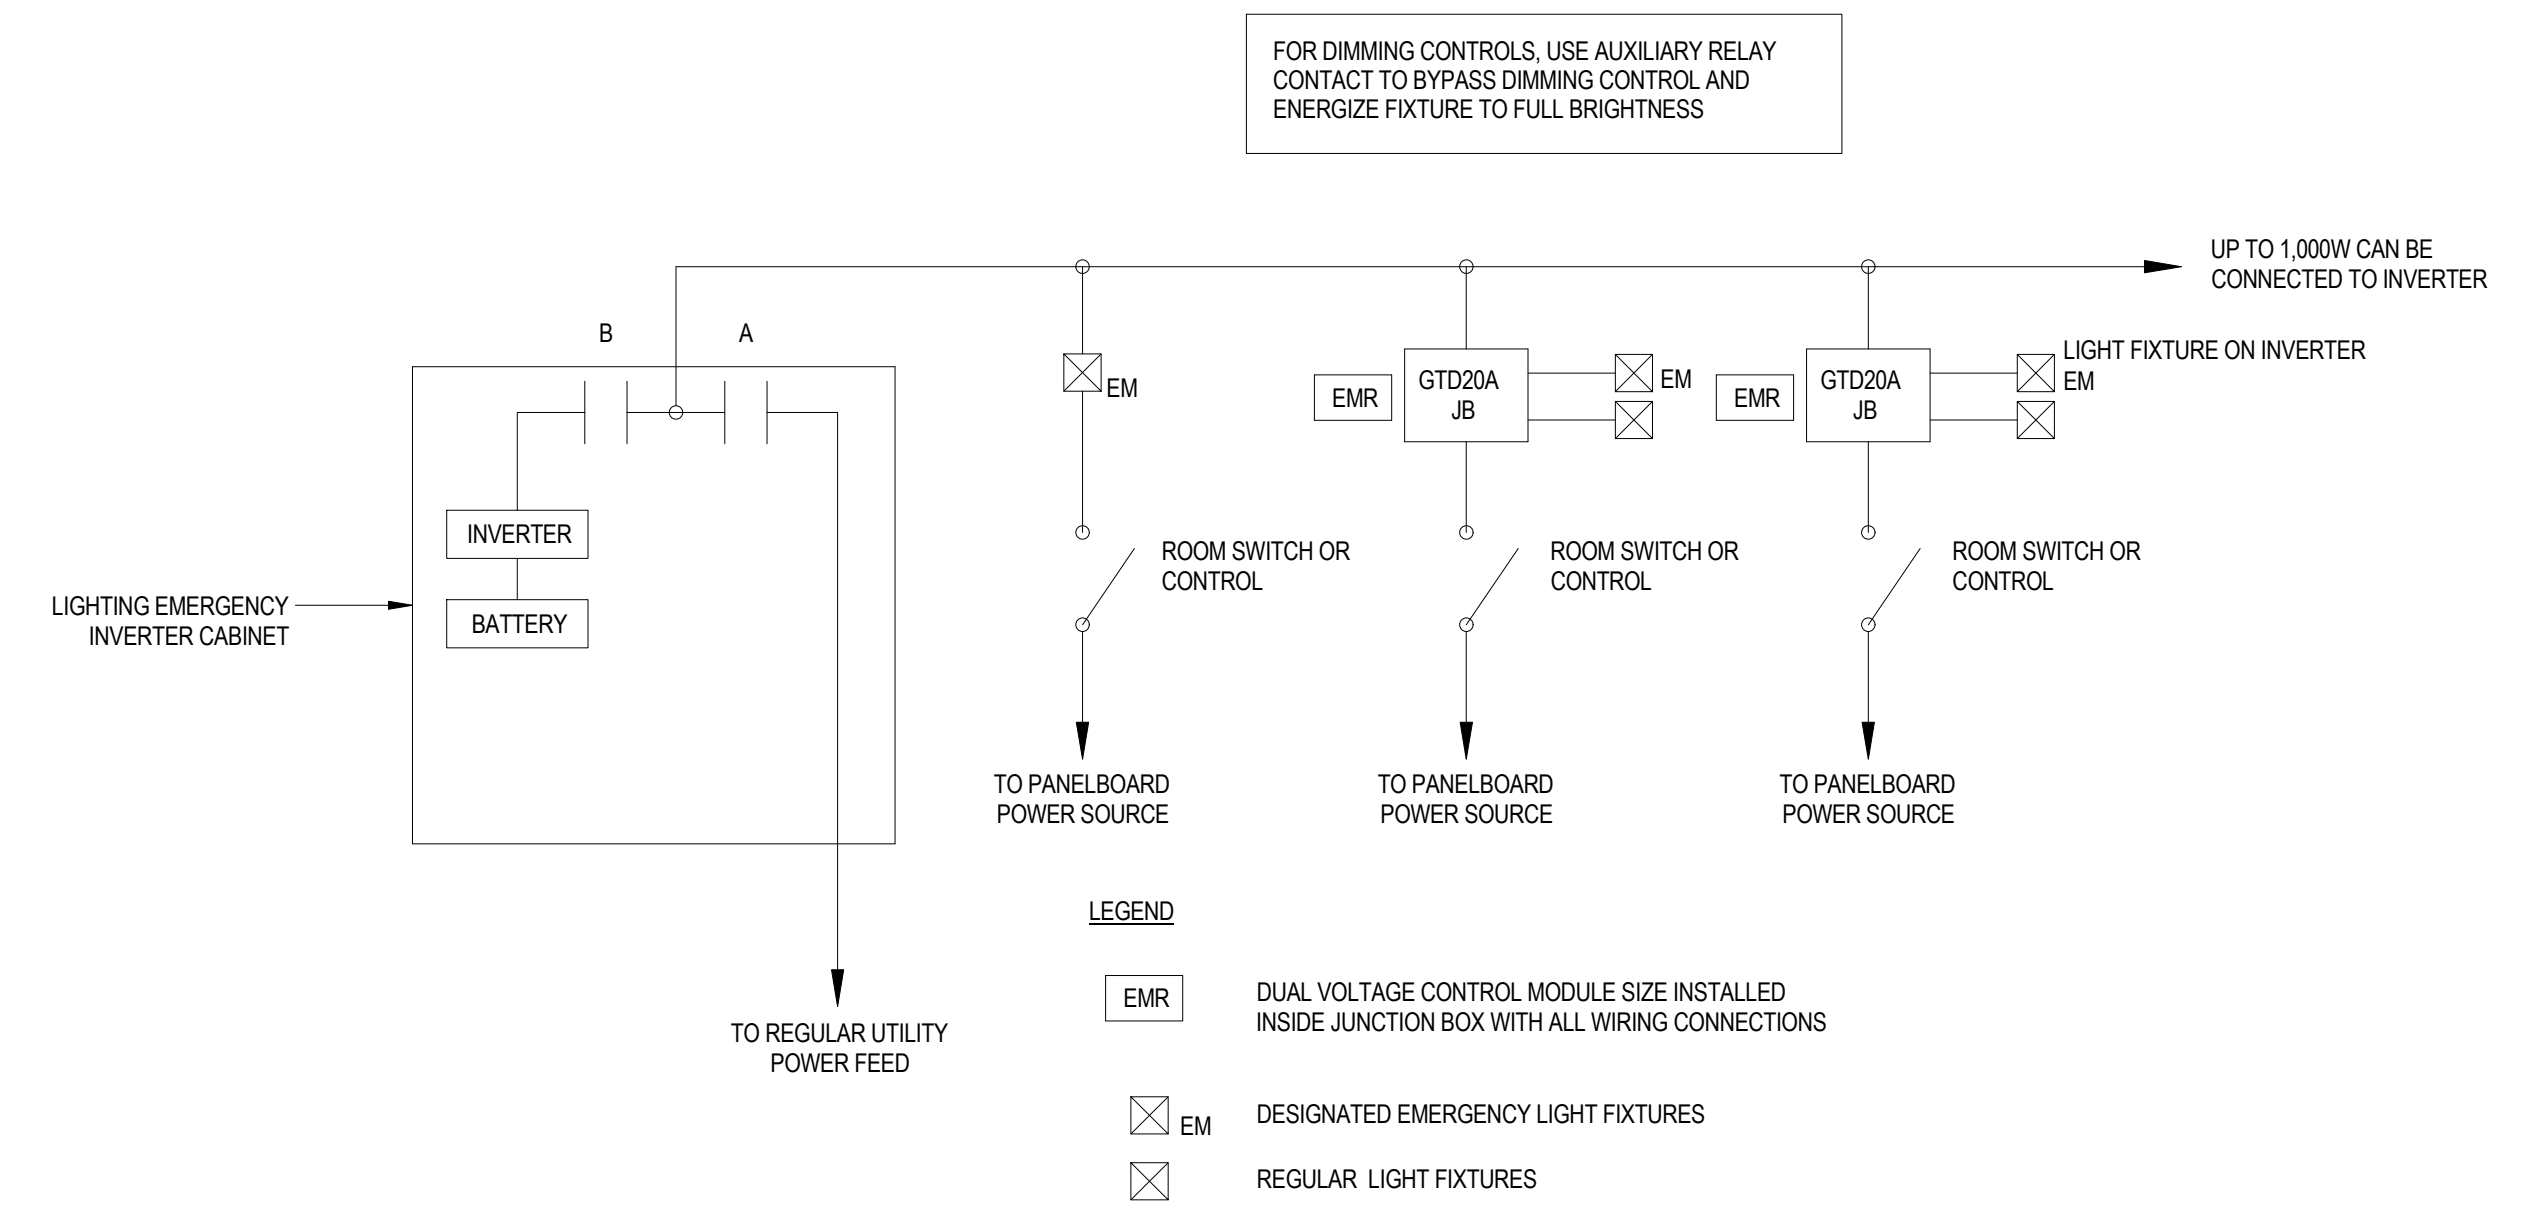 FOR DIMMING CONTROLS, USE AUXILIARY RELAY
CONTACT TO BYPASS DIMMING CONTROL AND
ENERGIZE FIXTURE TO FULL BRIGHTNESS
UP TO 1,000W CAN BE
CONNECTED TO INVERTER
B
A
EM
EMR
GTD20A
JB
EM
EMR
GTD20A
JB
LIGHT FIXTURE ON INVERTER
EM
INVERTER
BATTERY
LIGHTING EMERGENCY
INVERTER CABINET
ROOM SWITCH OR
CONTROL
ROOM SWITCH OR
CONTROL
ROOM SWITCH OR
CONTROL
TO PANELBOARD
POWER SOURCE
TO PANELBOARD
POWER SOURCE
TO PANELBOARD
POWER SOURCE
TO REGULAR UTILITY
POWER FEED
LEGEND
EMR
DUAL VOLTAGE CONTROL MODULE SIZE INSTALLED
INSIDE JUNCTION BOX WITH ALL WIRING CONNECTIONS
EM
DESIGNATED EMERGENCY LIGHT FIXTURES
REGULAR LIGHT FIXTURES